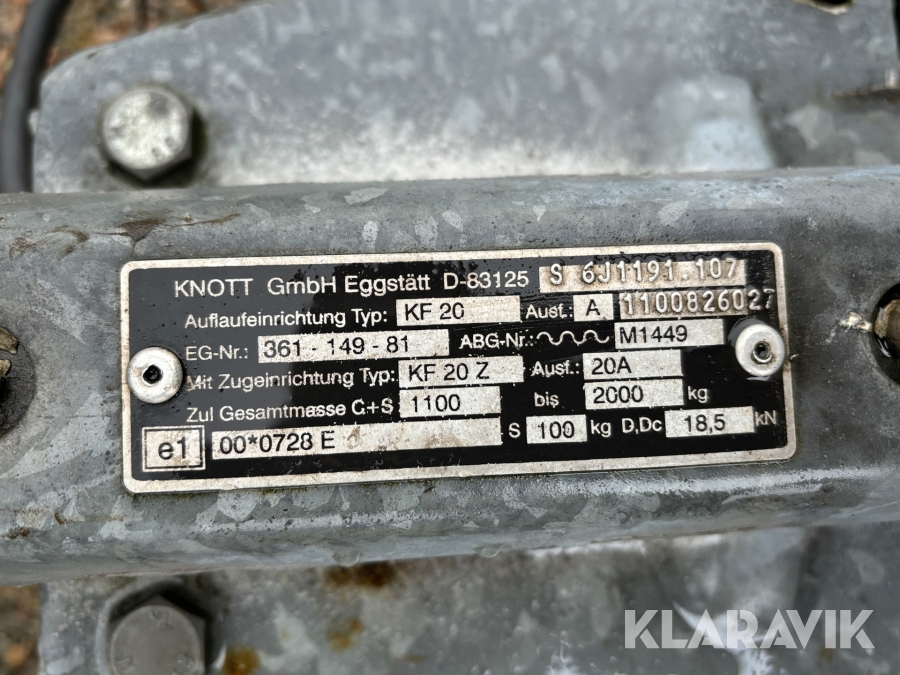 KNOTT GmbH Eggstätt D-83125 S 6J1191.107
Auflaufeinrichtung Typ: KF 20 Ausf.: A 1100826027
EG-Nr.: 361 - 149 - 81 ABG-Nr.: M1449
Mit Zugeinrichtung Typ: KF 20 Z Ausf.: 20A
Zul Gesamtmasse C+S 1100 bis 2000 kg
e1 00*0728 E S 100 kg D,Dc 18,5 kN
KLARAVIK